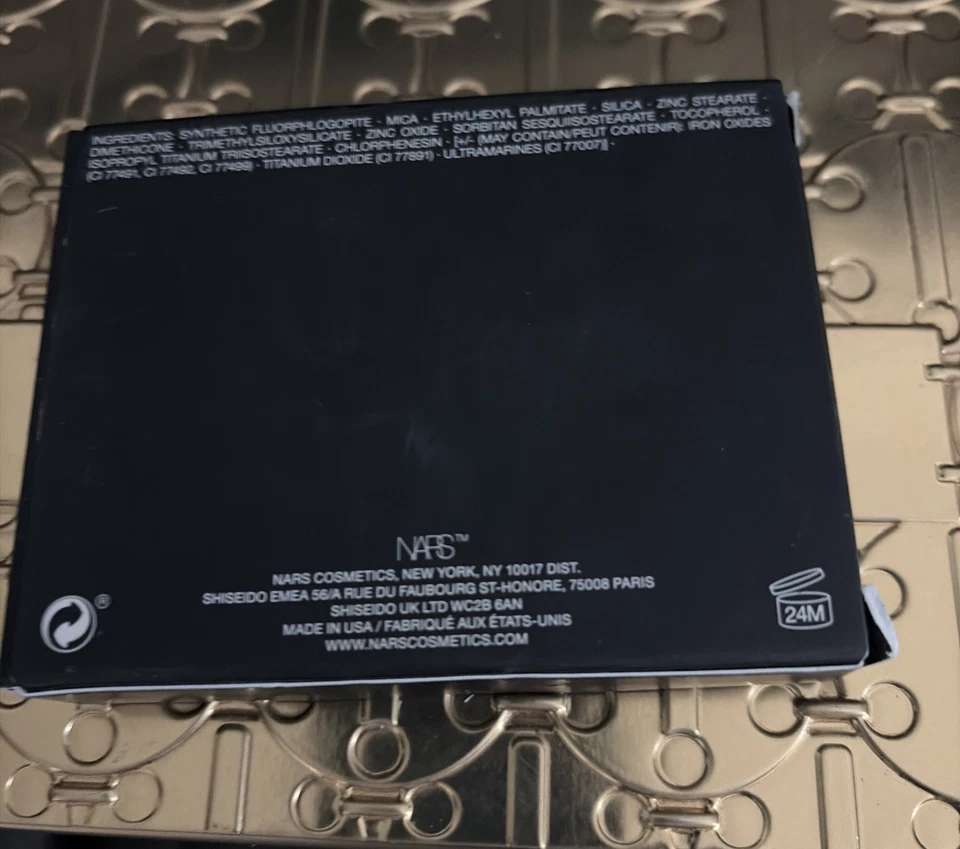 INGREDIENTS: SYNTHETIC FLUORPHLOGOPITE · MICA · ETHYLHEXYL PALMITATE · SILICA · ZINC STEARATE ·
DIMETHICONE · TRIMETHYLSILOXYSILICATE · ZINC OXIDE · SORBITAN SESQUIISOSTEARATE · TOCOPHEROL ·
ISOPROPYL TITANIUM TRIISOSTEARATE · CHLORPHENESIN · [+/- (MAY CONTAIN/PEUT CONTENIR): IRON OXIDES
(CI 77491, CI 77492, CI 77499) · TITANIUM DIOXIDE (CI 77891) · ULTRAMARINES (CI 77007)] ·
NARS™
NARS COSMETICS, NEW YORK, NY 10017 DIST.
SHISEIDO EMEA 56/A RUE DU FAUBOURG ST-HONORE, 75008 PARIS
SHISEIDO UK LTD WC2B 6AN
MADE IN USA / FABRIQUÉ AUX ÉTATS-UNIS
WWW.NARSCOSMETICS.COM
®
24M